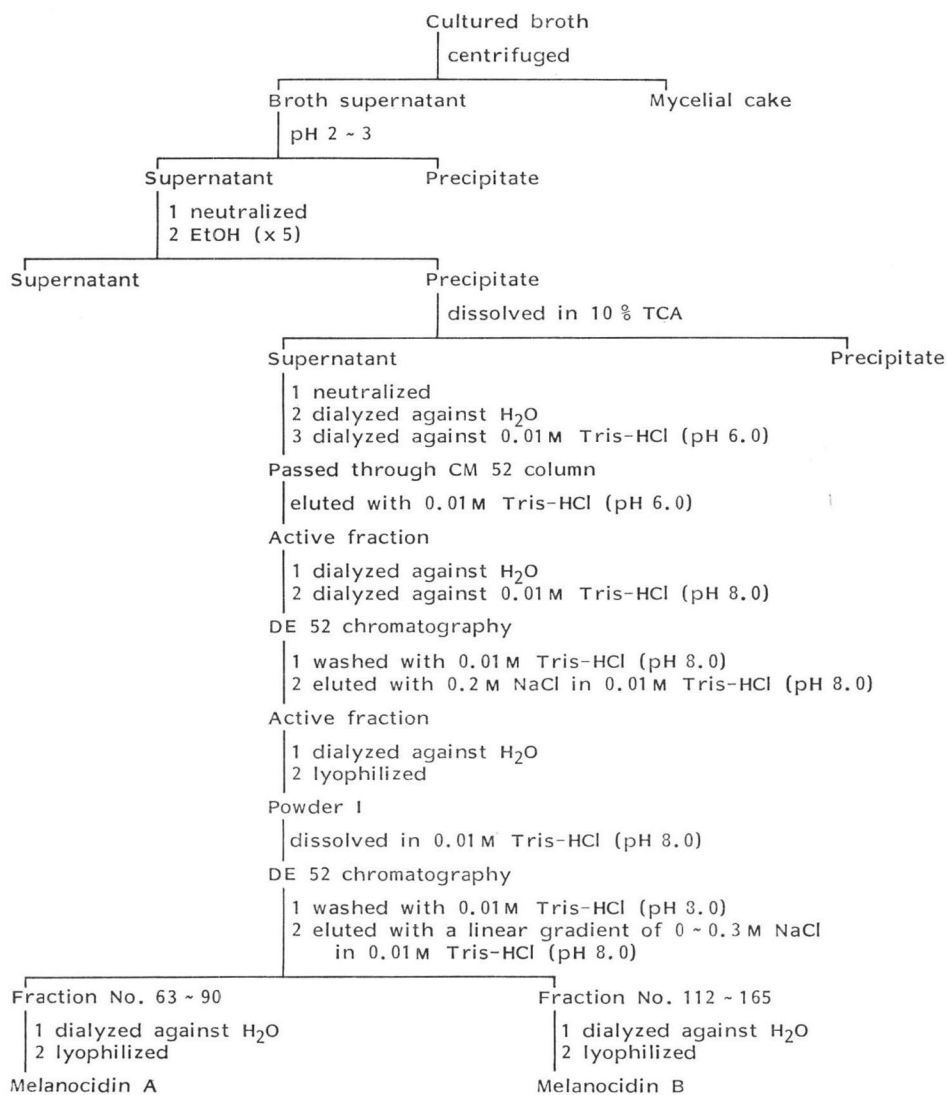 Cultured broth
centrifuged
Broth supernatant Mycelial cake
pH 2 ~ 3
Supernatant Precipitate
1 neutralized
2 EtOH (x 5)
Supernatant Precipitate
dissolved in 10 % TCA
Supernatant Precipitate
1 neutralized
2 dialyzed against H₂O
3 dialyzed against 0.01 M Tris-HCl (pH 6.0)
Passed through CM 52 column
eluted with 0.01 M Tris-HCl (pH 6.0)
Active fraction
1 dialyzed against H₂O
2 dialyzed against 0.01 M Tris-HCl (pH 8.0)
DE 52 chromatography
1 washed with 0.01 M Tris-HCl (pH 8.0)
2 eluted with 0.2 M NaCl in 0.01 M Tris-HCl (pH 8.0)
Active fraction
1 dialyzed against H₂O
2 lyophilized
Powder I
dissolved in 0.01 M Tris-HCl (pH 8.0)
DE 52 chromatography
1 washed with 0.01 M Tris-HCl (pH 8.0)
2 eluted with a linear gradient of 0 ~ 0.3 M NaCl
in 0.01 M Tris-HCl (pH 8.0)
Fraction No. 63 ~ 90 Fraction No. 112 ~ 165
1 dialyzed against H₂O 1 dialyzed against H₂O
2 lyophilized 2 lyophilized
Melanocidin A Melanocidin B